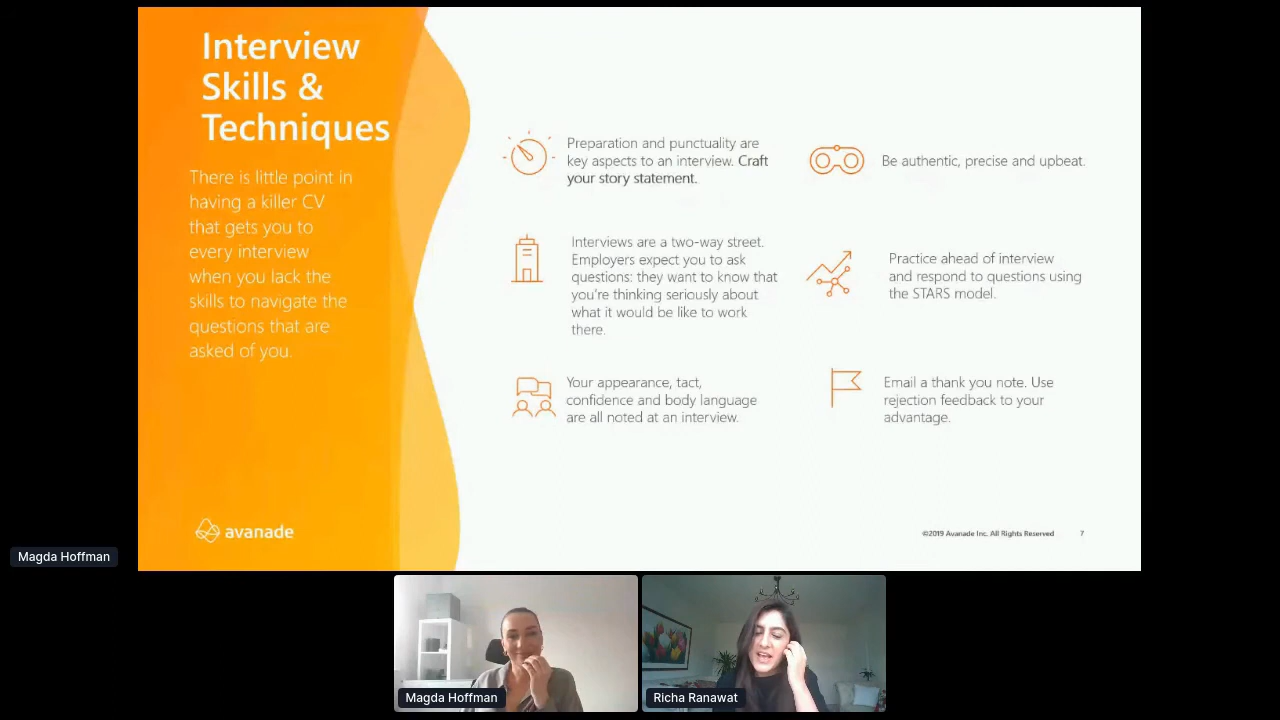 Interview
Skills &
Techniques
There is little point in
having a killer CV
that gets you to
every interview
when you lack the
skills to navigate the
questions that are
asked of you.
avanade
Preparation and punctuality are
key aspects to an interview. Craft
your story statement.
Interviews are a two-way street.
Employers expect you to ask
questions: they want to know that
you're thinking seriously about
what it would be like to work
there.
Your appearance, tact,
confidence and body language
are all noted at an interview.
Be authentic, precise and upbeat.
Practice ahead of interview
and respond to questions using
the STARS model.
Email a thank you note. Use
rejection feedback to your
advantage.
©2019 Avanade Inc. All Rights Reserved 7
Magda Hoffman
Magda Hoffman
Richa Ranawat